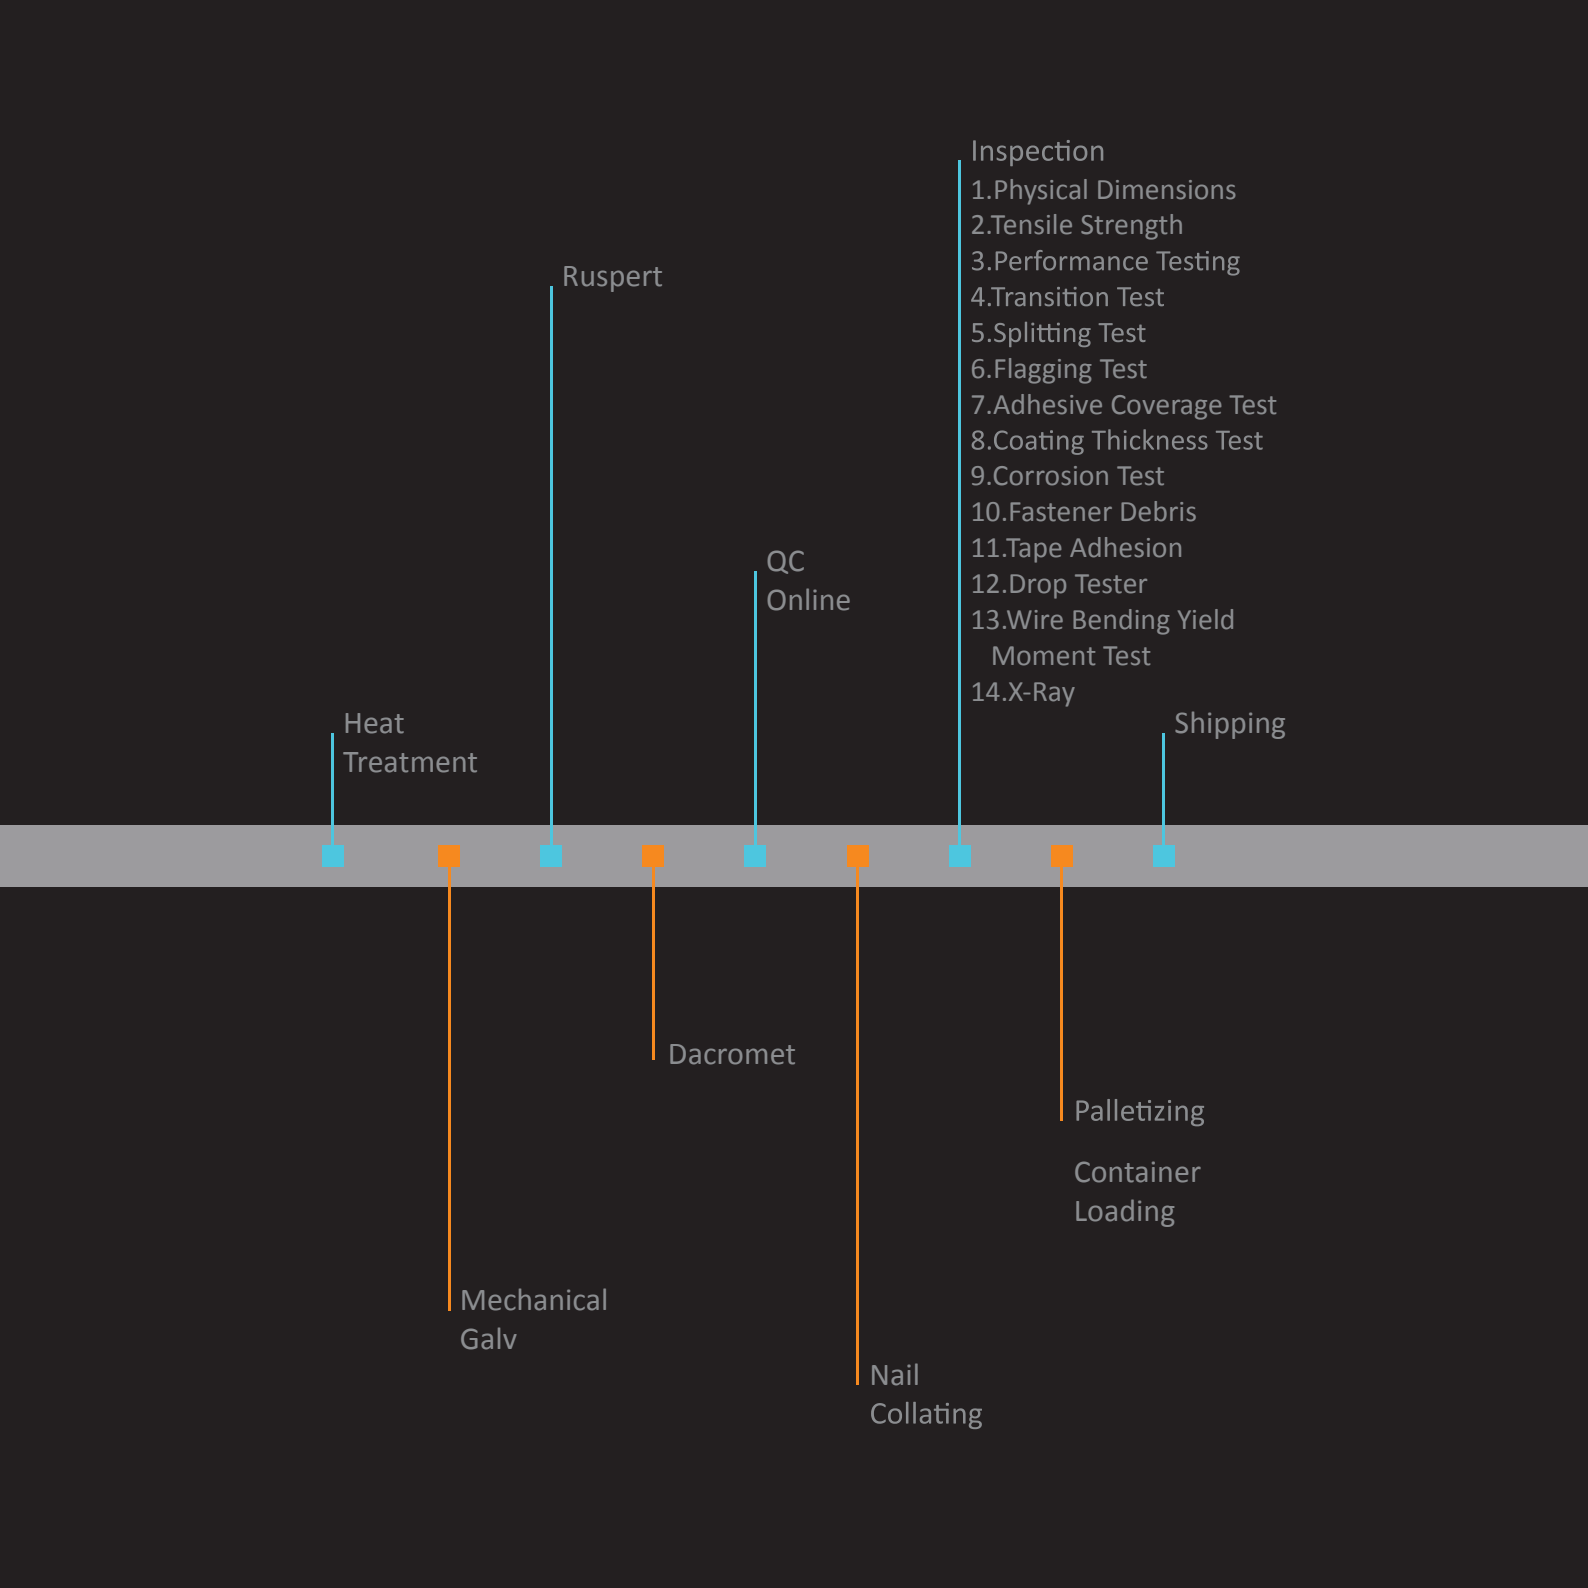 Inspection
1.Physical Dimensions
2.Tensile Strength
3.Performance Testing
4.Transition Test
5.Splitting Test
6.Flagging Test
7.Adhesive Coverage Test
8.Coating Thickness Test
9.Corrosion Test
10.Fastener Debris
11.Tape Adhesion
12.Drop Tester
13.Wire Bending Yield
Moment Test
14.X-Ray
Ruspert
QC
Online
Heat
Treatment
Shipping
Dacromet
Palletizing
Container
Loading
Mechanical
Galv
Nail
Collating